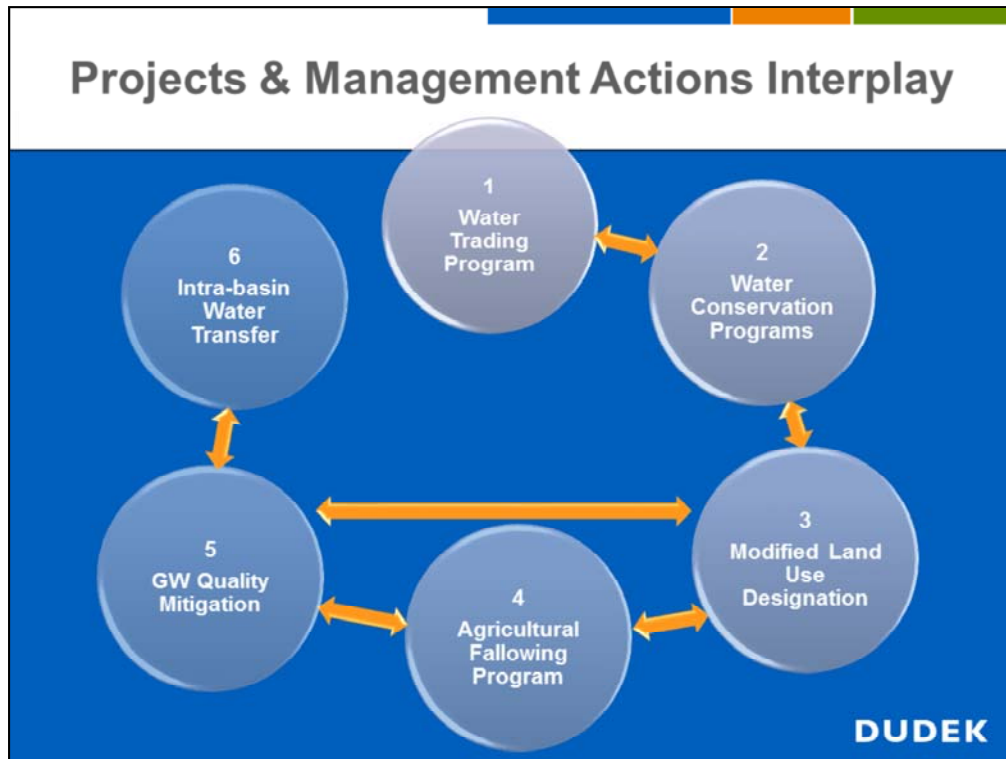 Projects & Management Actions Interplay
1
Water
Trading
Program
2
Water
Conservation
Programs
3
Modified Land
Use
Designation
4
Agricultural
Fallowing
Program
5
GW Quality
Mitigation
6
Intra-basin
Water
Transfer
DUDEK